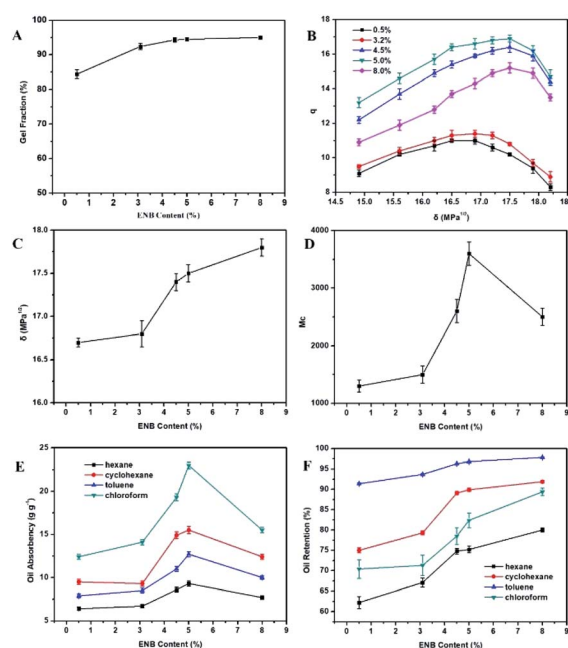 A
100
95
90
85
80
75
70
65
60
Gel Fraction (%)
0 1 2 3 4 5 6 7 8 9
ENB Content (%)
B
0.5%
3.2%
4.5%
5.0%
8.0%
18
16
14
12
10
8
q
14.5 15.0 15.5 16.0 16.5 17.0 17.5 18.0 18.5
δ (MPa1/2)
C
18.0
17.5
17.0
16.5
16.0
δ (MPa1/2)
0 1 2 3 4 5 6 7 8 9
ENB Content (%)
D
4000
3000
2000
1000
Mc
0 1 2 3 4 5 6 7 8 9
ENB Content (%)
E
hexane
cyclohexane
toluene
chloroform
25
20
15
10
5
Oil Absorbency (g g-1)
0 1 2 3 4 5 6 7 8 9
ENB Content (%)
F
hexane
cyclohexane
toluene
chloroform
100
95
90
85
80
75
70
65
60
Oil Retention (%)
0 1 2 3 4 5 6 7 8 9
ENB Content (%)